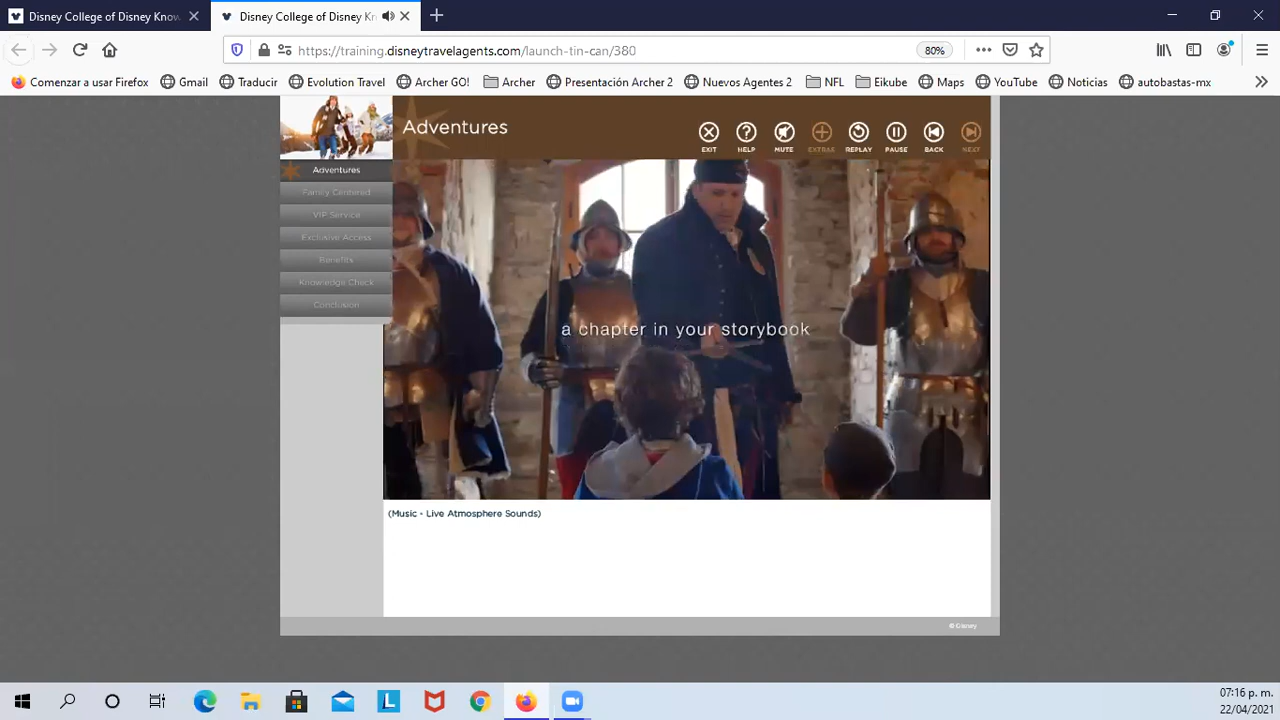 Disney College of Disney Know
Disney College of Disney Kn
https://training.disneytravelagents.com/launch-tin-can/380
80%
Comenzar a usar Firefox
Gmail
Traducir
Evolution Travel
Archer GO!
Archer
Presentación Archer 2
Nuevos Agentes 2
NFL
Eikube
Maps
YouTube
Noticias
autobastas-mx
Adventures
EXIT
HELP
MUTE
EXTRAS
REPLAY
PAUSE
BACK
NEXT
Adventures
Family Centered
VIP Service
Exclusive Access
Benefits
Knowledge Check
Conclusion
a chapter in your storybook
(Music - Live Atmosphere Sounds)
© Disney
07:16 p. m.
22/04/2021